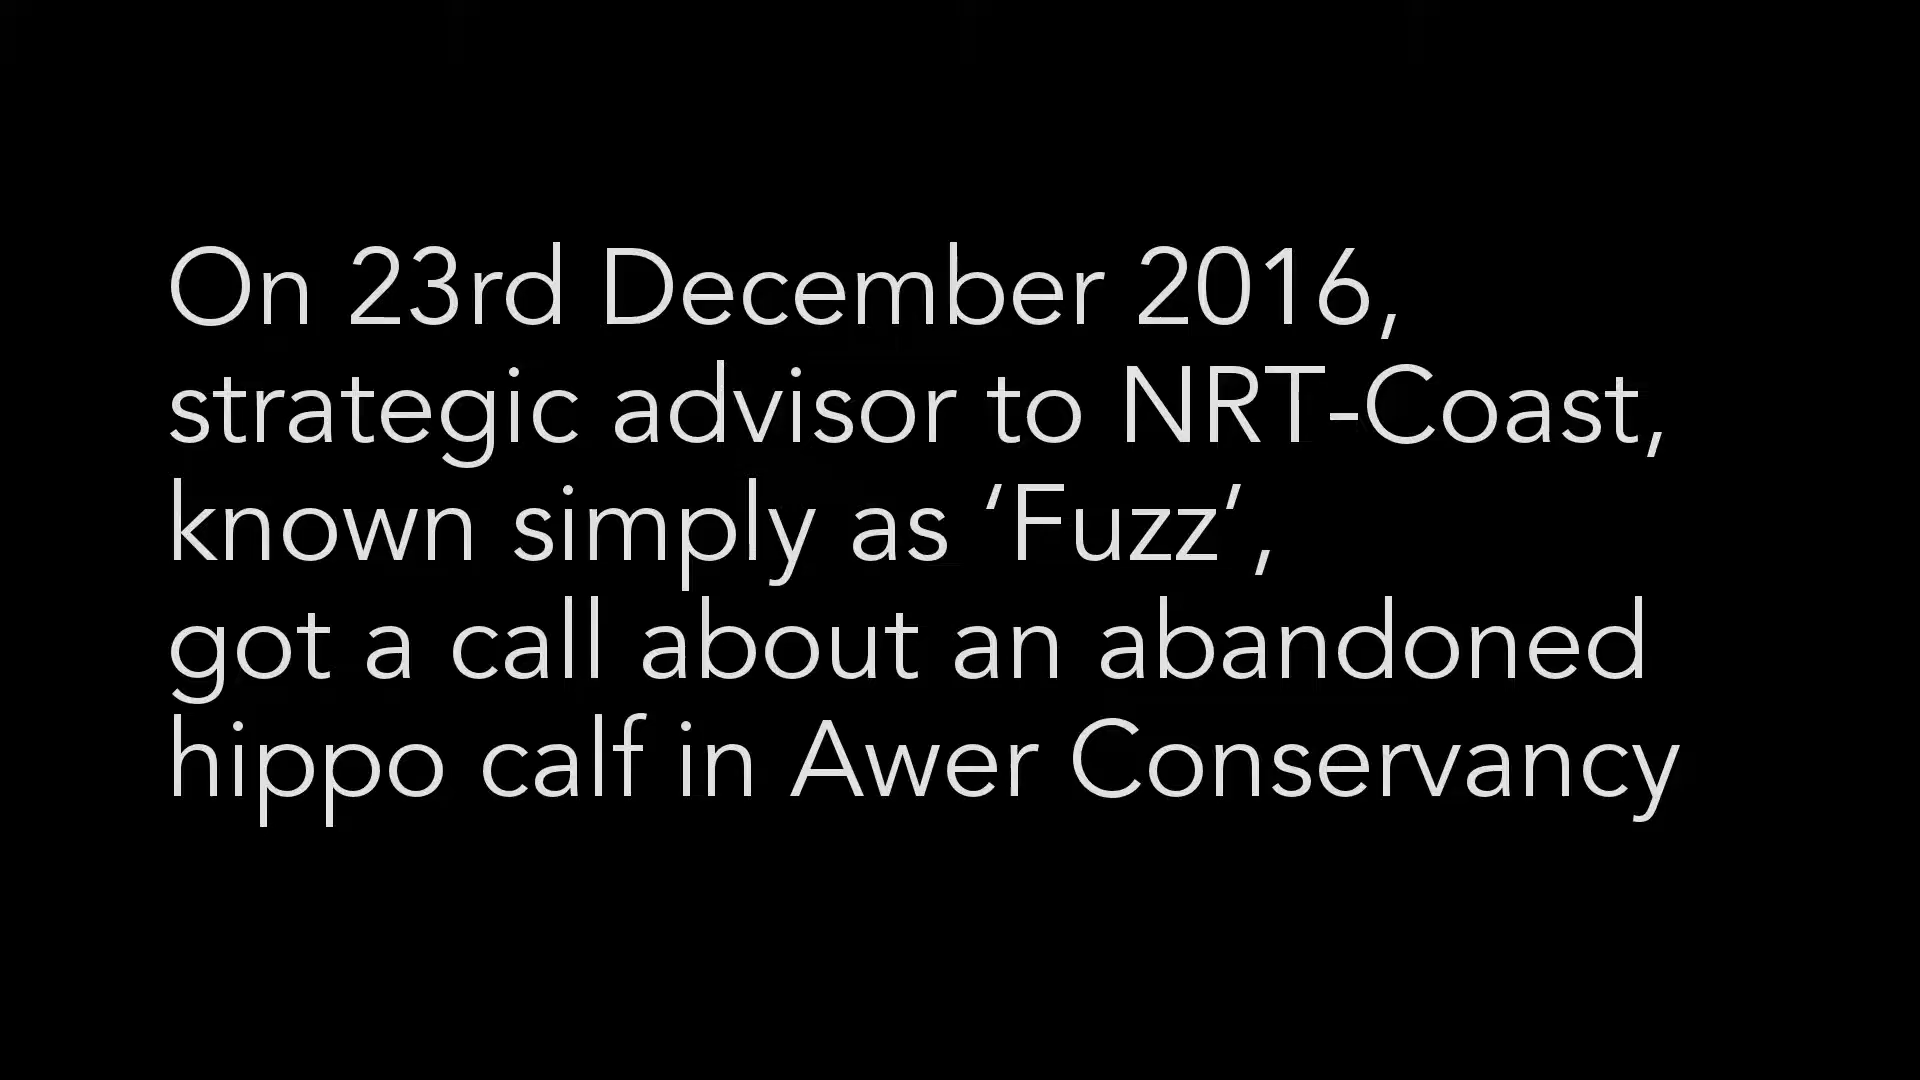 On 23rd December 2016,
strategic advisor to NRT-Coast,
known simply as ‘Fuzz’,
got a call about an abandoned
hippo calf in Awer Conservancy